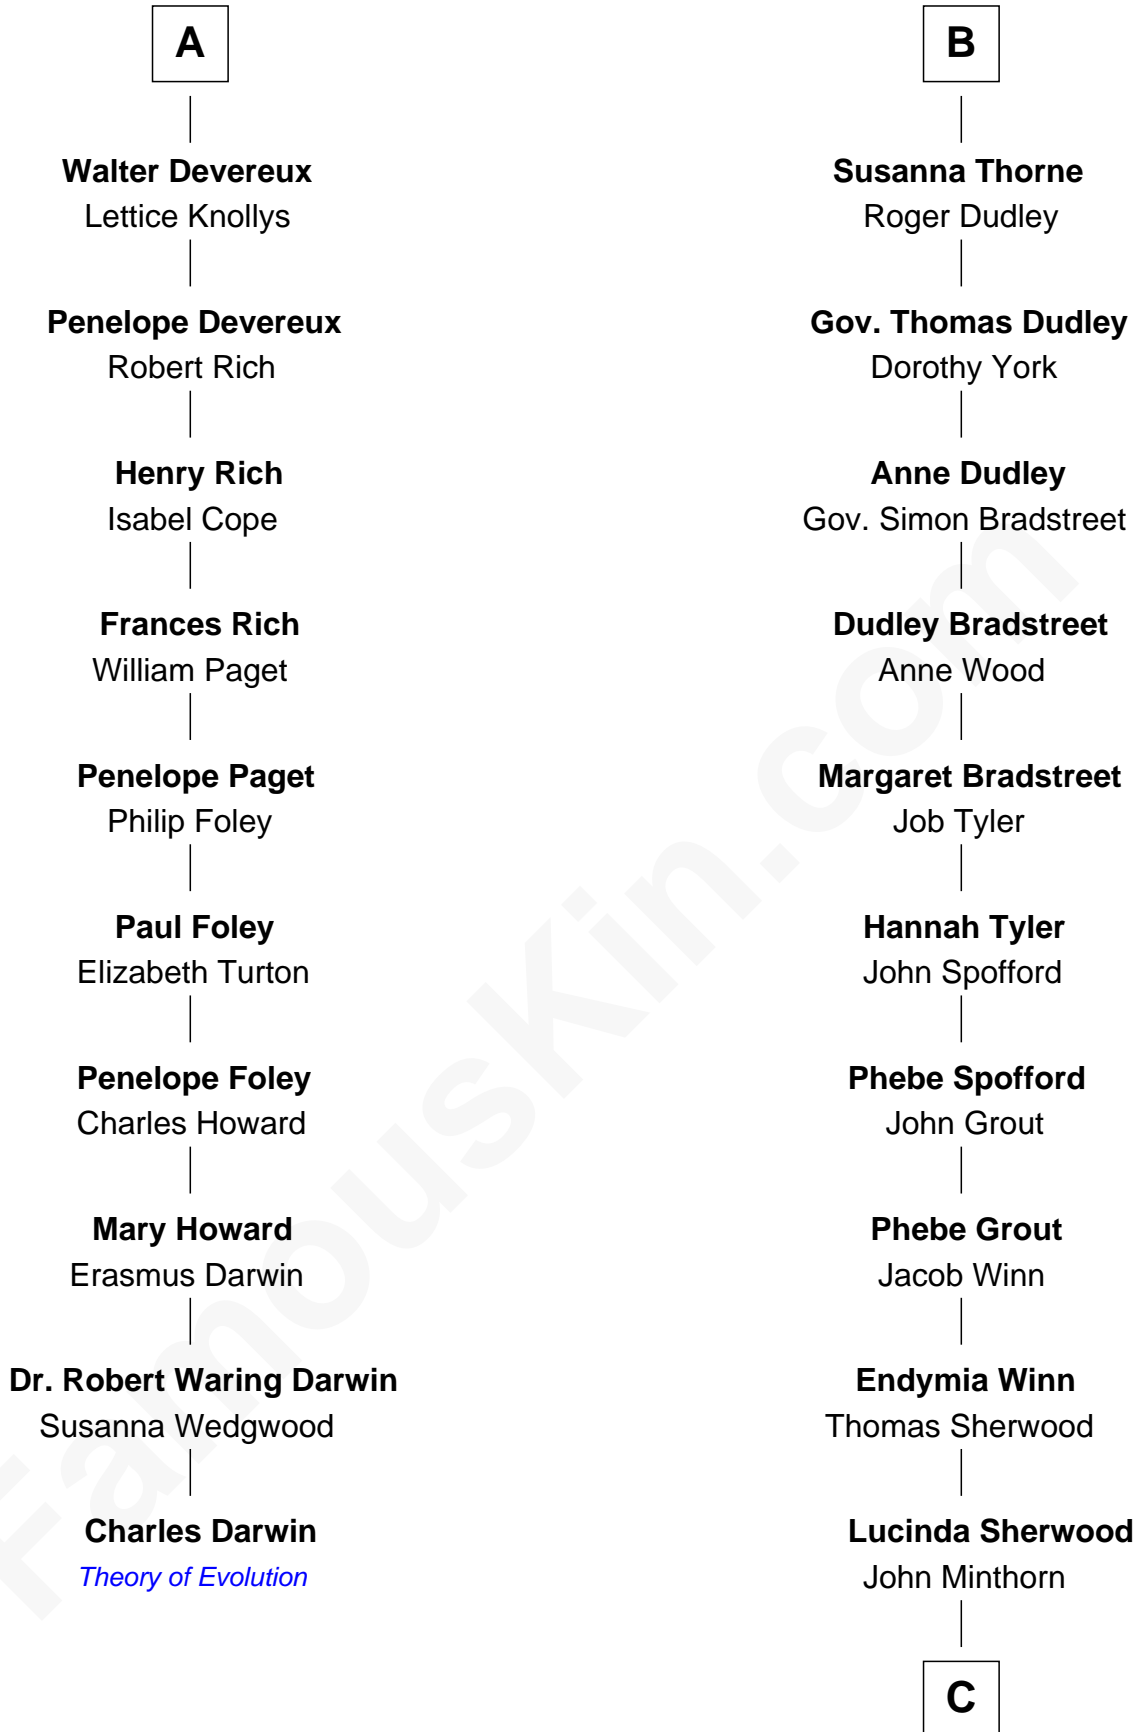 A
Walter Devereux
Lettice Knollys
Penelope Devereux
Robert Rich
Henry Rich
Isabel Cope
Frances Rich
William Paget
Penelope Paget
Philip Foley
Paul Foley
Elizabeth Turton
Penelope Foley
Charles Howard
Mary Howard
Erasmus Darwin
Dr. Robert Waring Darwin
Susanna Wedgwood
Charles Darwin
Theory of Evolution
B
Susanna Thorne
Roger Dudley
Gov. Thomas Dudley
Dorothy York
Anne Dudley
Gov. Simon Bradstreet
Dudley Bradstreet
Anne Wood
Margaret Bradstreet
Job Tyler
Hannah Tyler
John Spofford
Phebe Spofford
John Grout
Phebe Grout
Jacob Winn
Endymia Winn
Thomas Sherwood
Lucinda Sherwood
John Minthorn
C
FamousKin.com